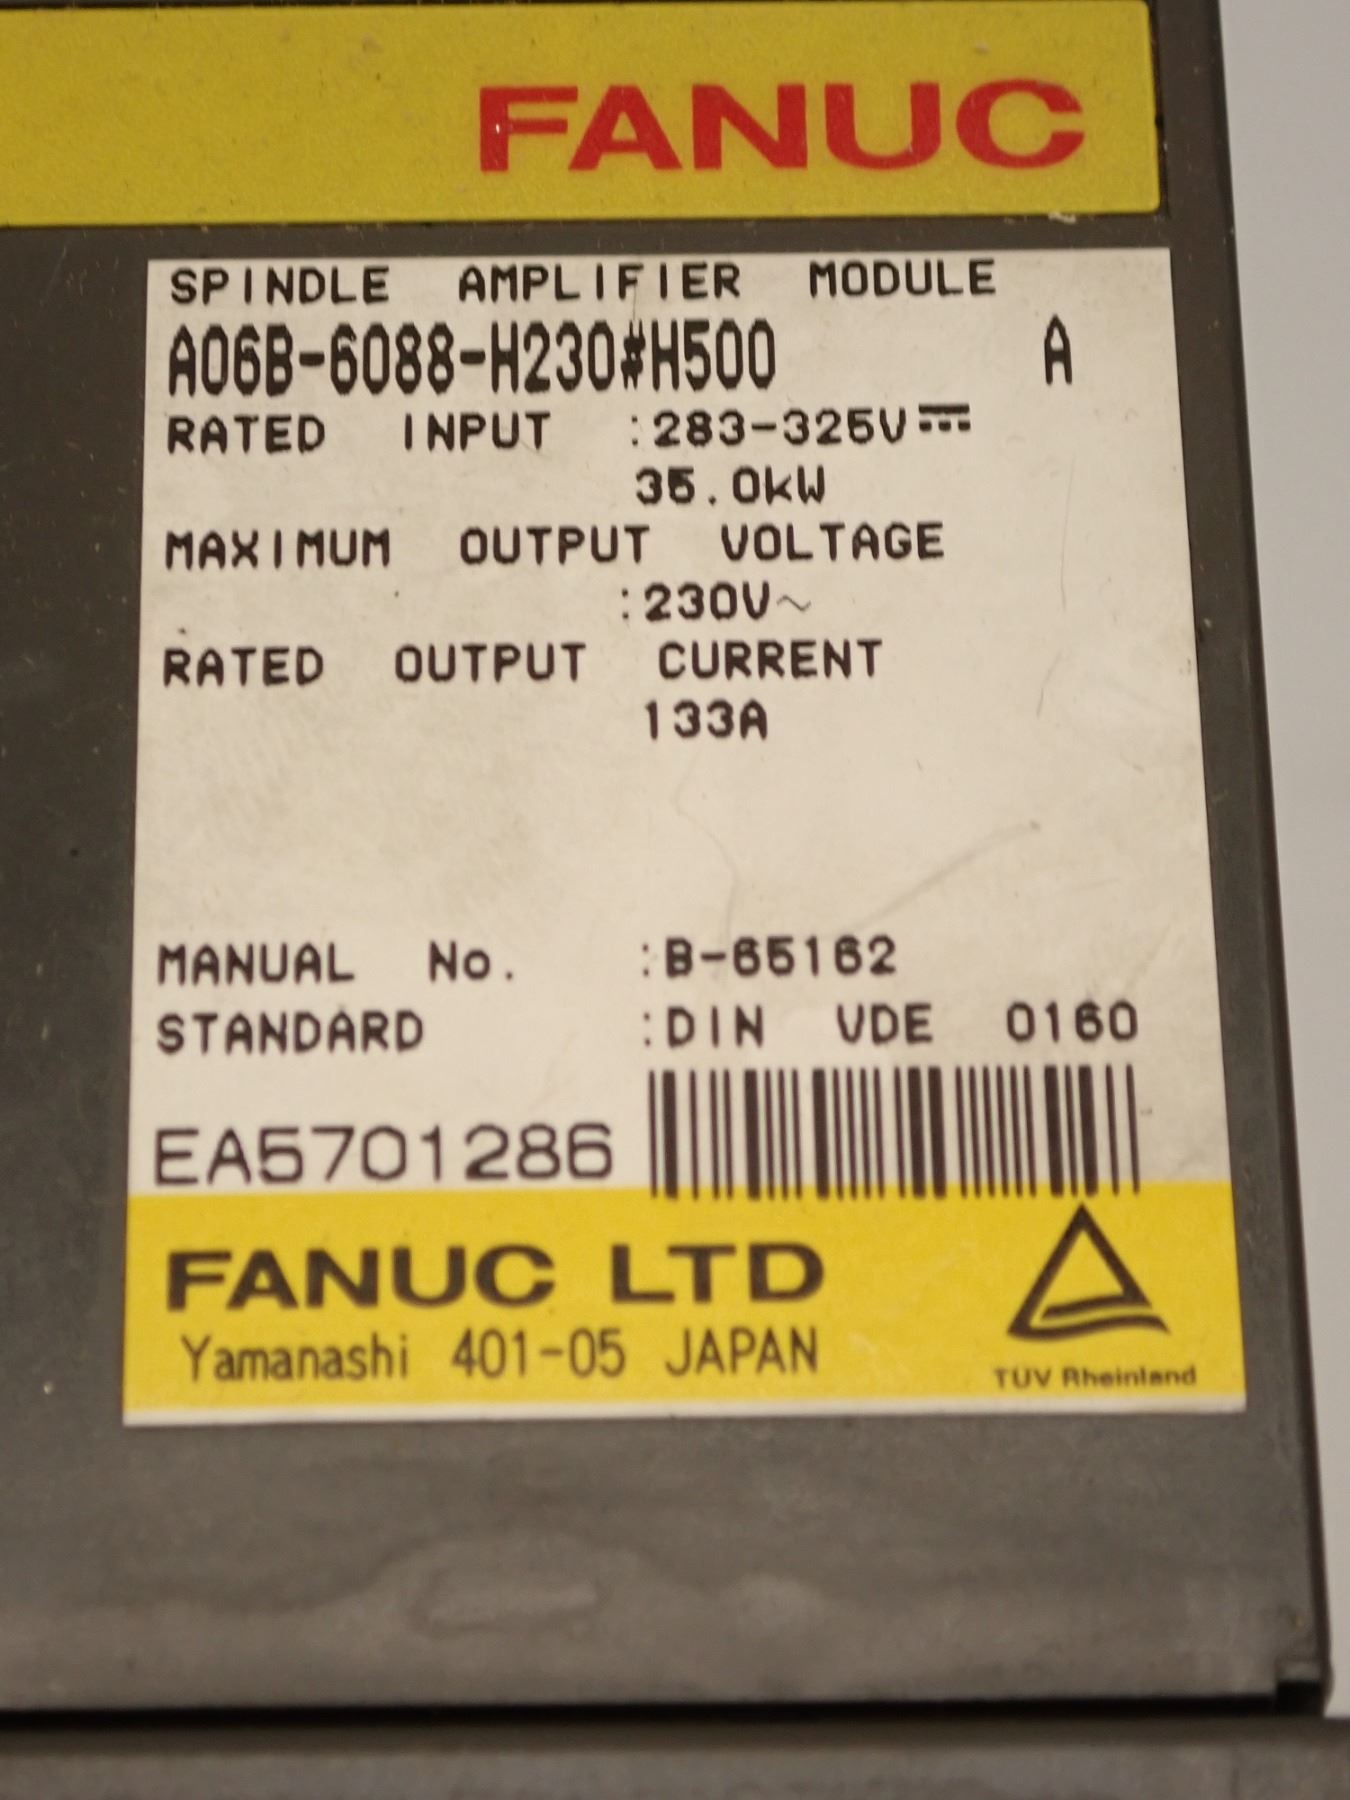 FANUC
SPINDLE AMPLIFIER MODULE
A06B-6088-H230#H500 A
RATED INPUT :283-325V⎓
35.0kW
MAXIMUM OUTPUT VOLTAGE
:230V~
RATED OUTPUT CURRENT
133A
MANUAL No. :B-65162
STANDARD :DIN VDE 0160
EA5701286
FANUC LTD
Yamanashi 401-05 JAPAN
TÜV Rheinland